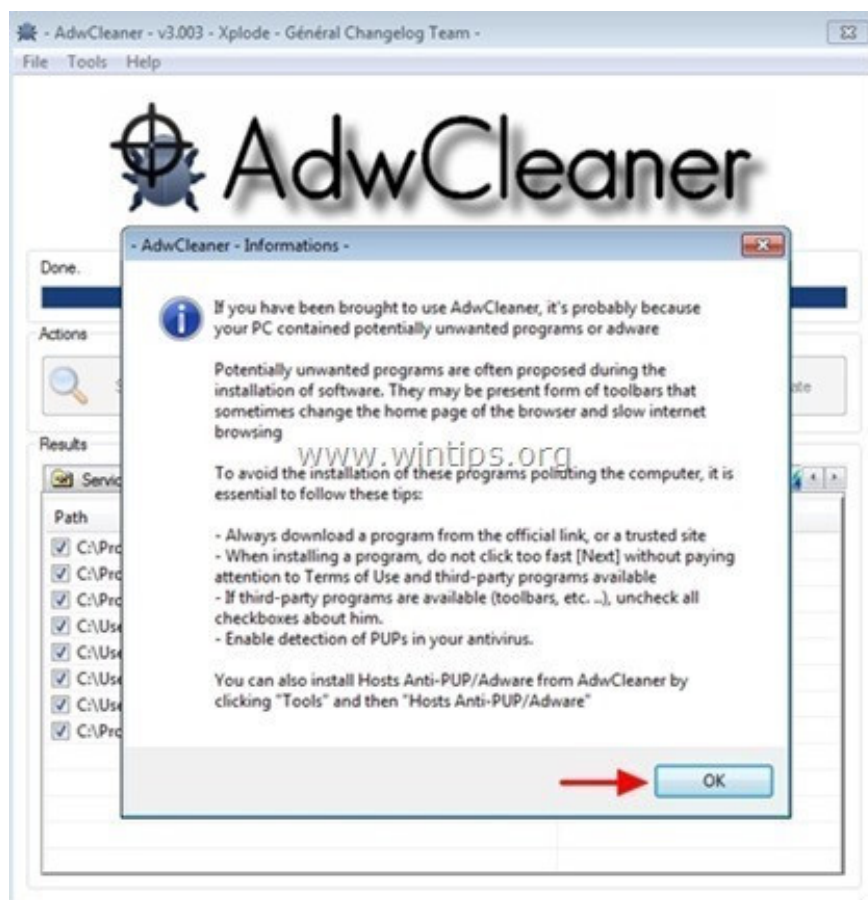 - AdwCleaner - v3.003 - Xplode - Général Changelog Team -
File Tools Help
AdwCleaner
- AdwCleaner - Informations -
Done.
If you have been brought to use AdwCleaner, it's probably because
your PC contained potentially unwanted programs or adware
Actions
Potentially unwanted programs are often proposed during the
installation of software. They may be present form of toolbars that
sometimes change the home page of the browser and slow internet
browsing
Results
www.wintips.org
To avoid the installation of these programs polluting the computer, it is
essential to follow these tips:
Path
- Always download a program from the official link, or a trusted site
- When installing a program, do not click too fast [Next] without paying
attention to Terms of Use and third-party programs available
- If third-party programs are available (toolbars, etc. ..), uncheck all
checkboxes about him.
- Enable detection of PUPs in your antivirus.
You can also install Hosts Anti-PUP/Adware from AdwCleaner by
clicking "Tools" and then "Hosts Anti-PUP/Adware"
C:\Pro
C:\Pro
C:\Pro
C:\Use
C:\Use
C:\Use
C:\Use
C:\Pro
OK